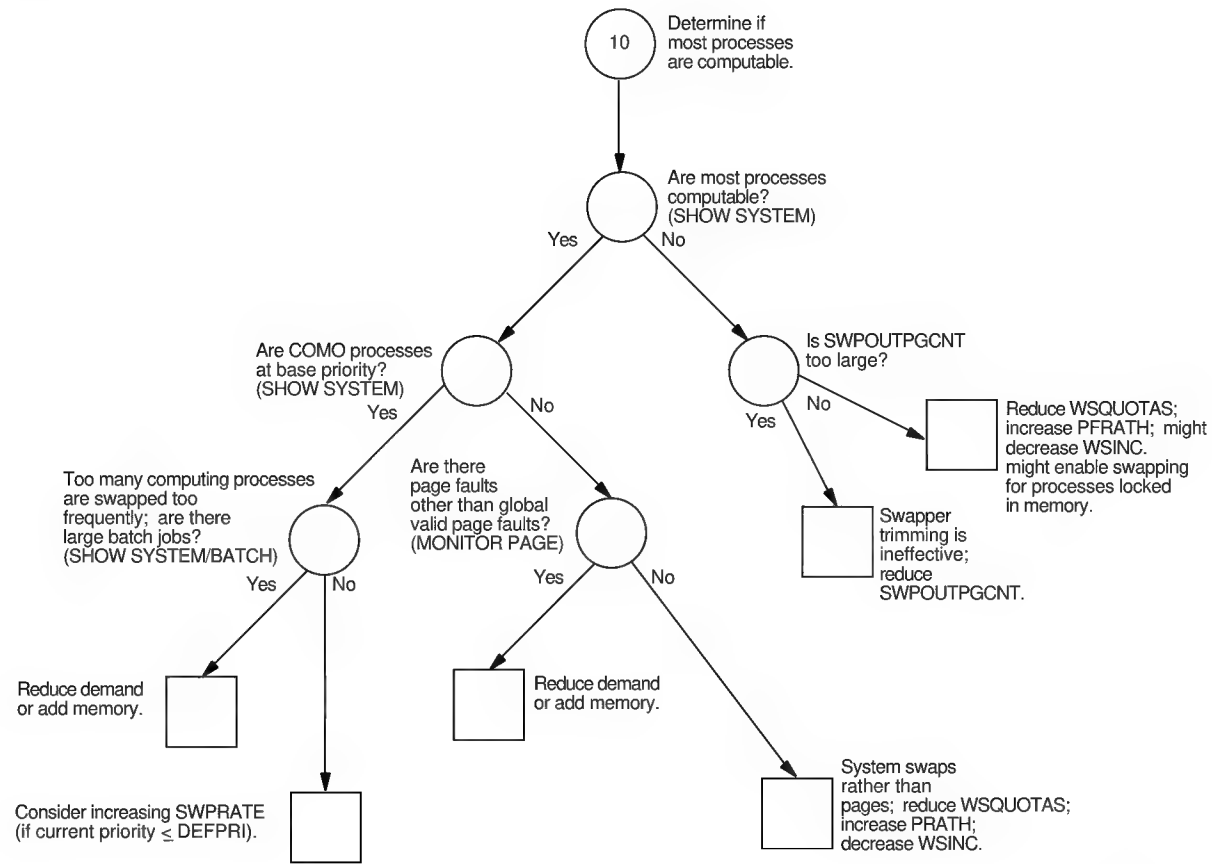 10
Determine if
most processes
are computable.
Are most processes
computable?
(SHOW SYSTEM)
Yes
No
Are COMO processes
at base priority?
(SHOW SYSTEM)
Yes
No
Is SWPOUTPGCNT
too large?
Yes
No
Reduce WSQUOTAS;
increase PFRATH; might
decrease WSINC.
might enable swapping
for processes locked
in memory.
Too many computing processes
are swapped too
frequently; are there
large batch jobs?
(SHOW SYSTEM/BATCH)
Yes
No
Are there
page faults
other than global
valid page faults?
(MONITOR PAGE)
Yes
No
Swapper
trimming is
ineffective;
reduce
SWPOUTPGCNT.
Reduce demand
or add memory.
Reduce demand
or add memory.
Consider increasing SWPRATE
(if current priority ≤ DEFPRI).
System swaps
rather than
pages; reduce WSQUOTAS;
increase PRATH;
decrease WSINC.